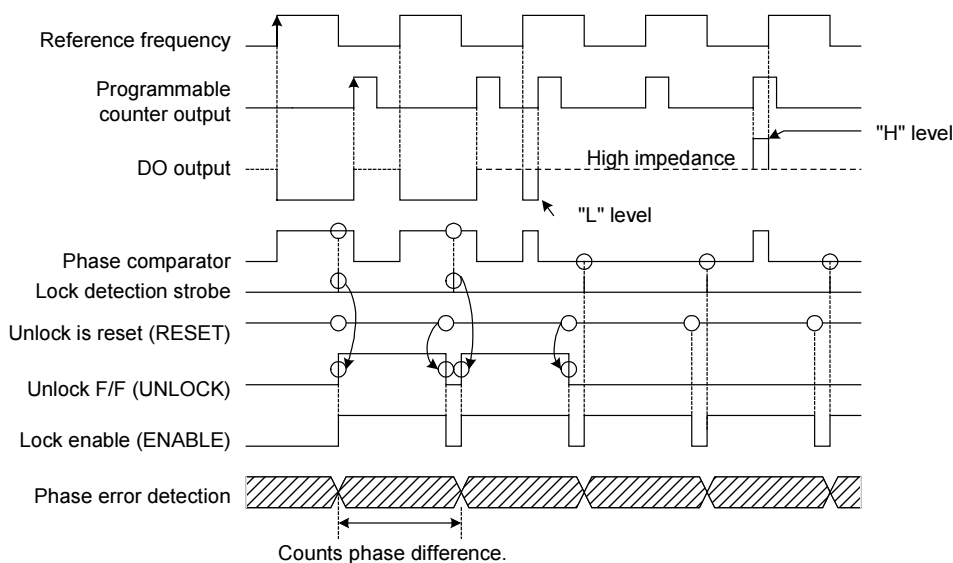 Reference frequency
Programmable
counter output
"H" level
High impedance
DO output
"L" level
Phase comparator
Lock detection strobe
Unlock is reset (RESET)
Unlock F/F (UNLOCK)
Lock enable (ENABLE)
Phase error detection
Counts phase difference.